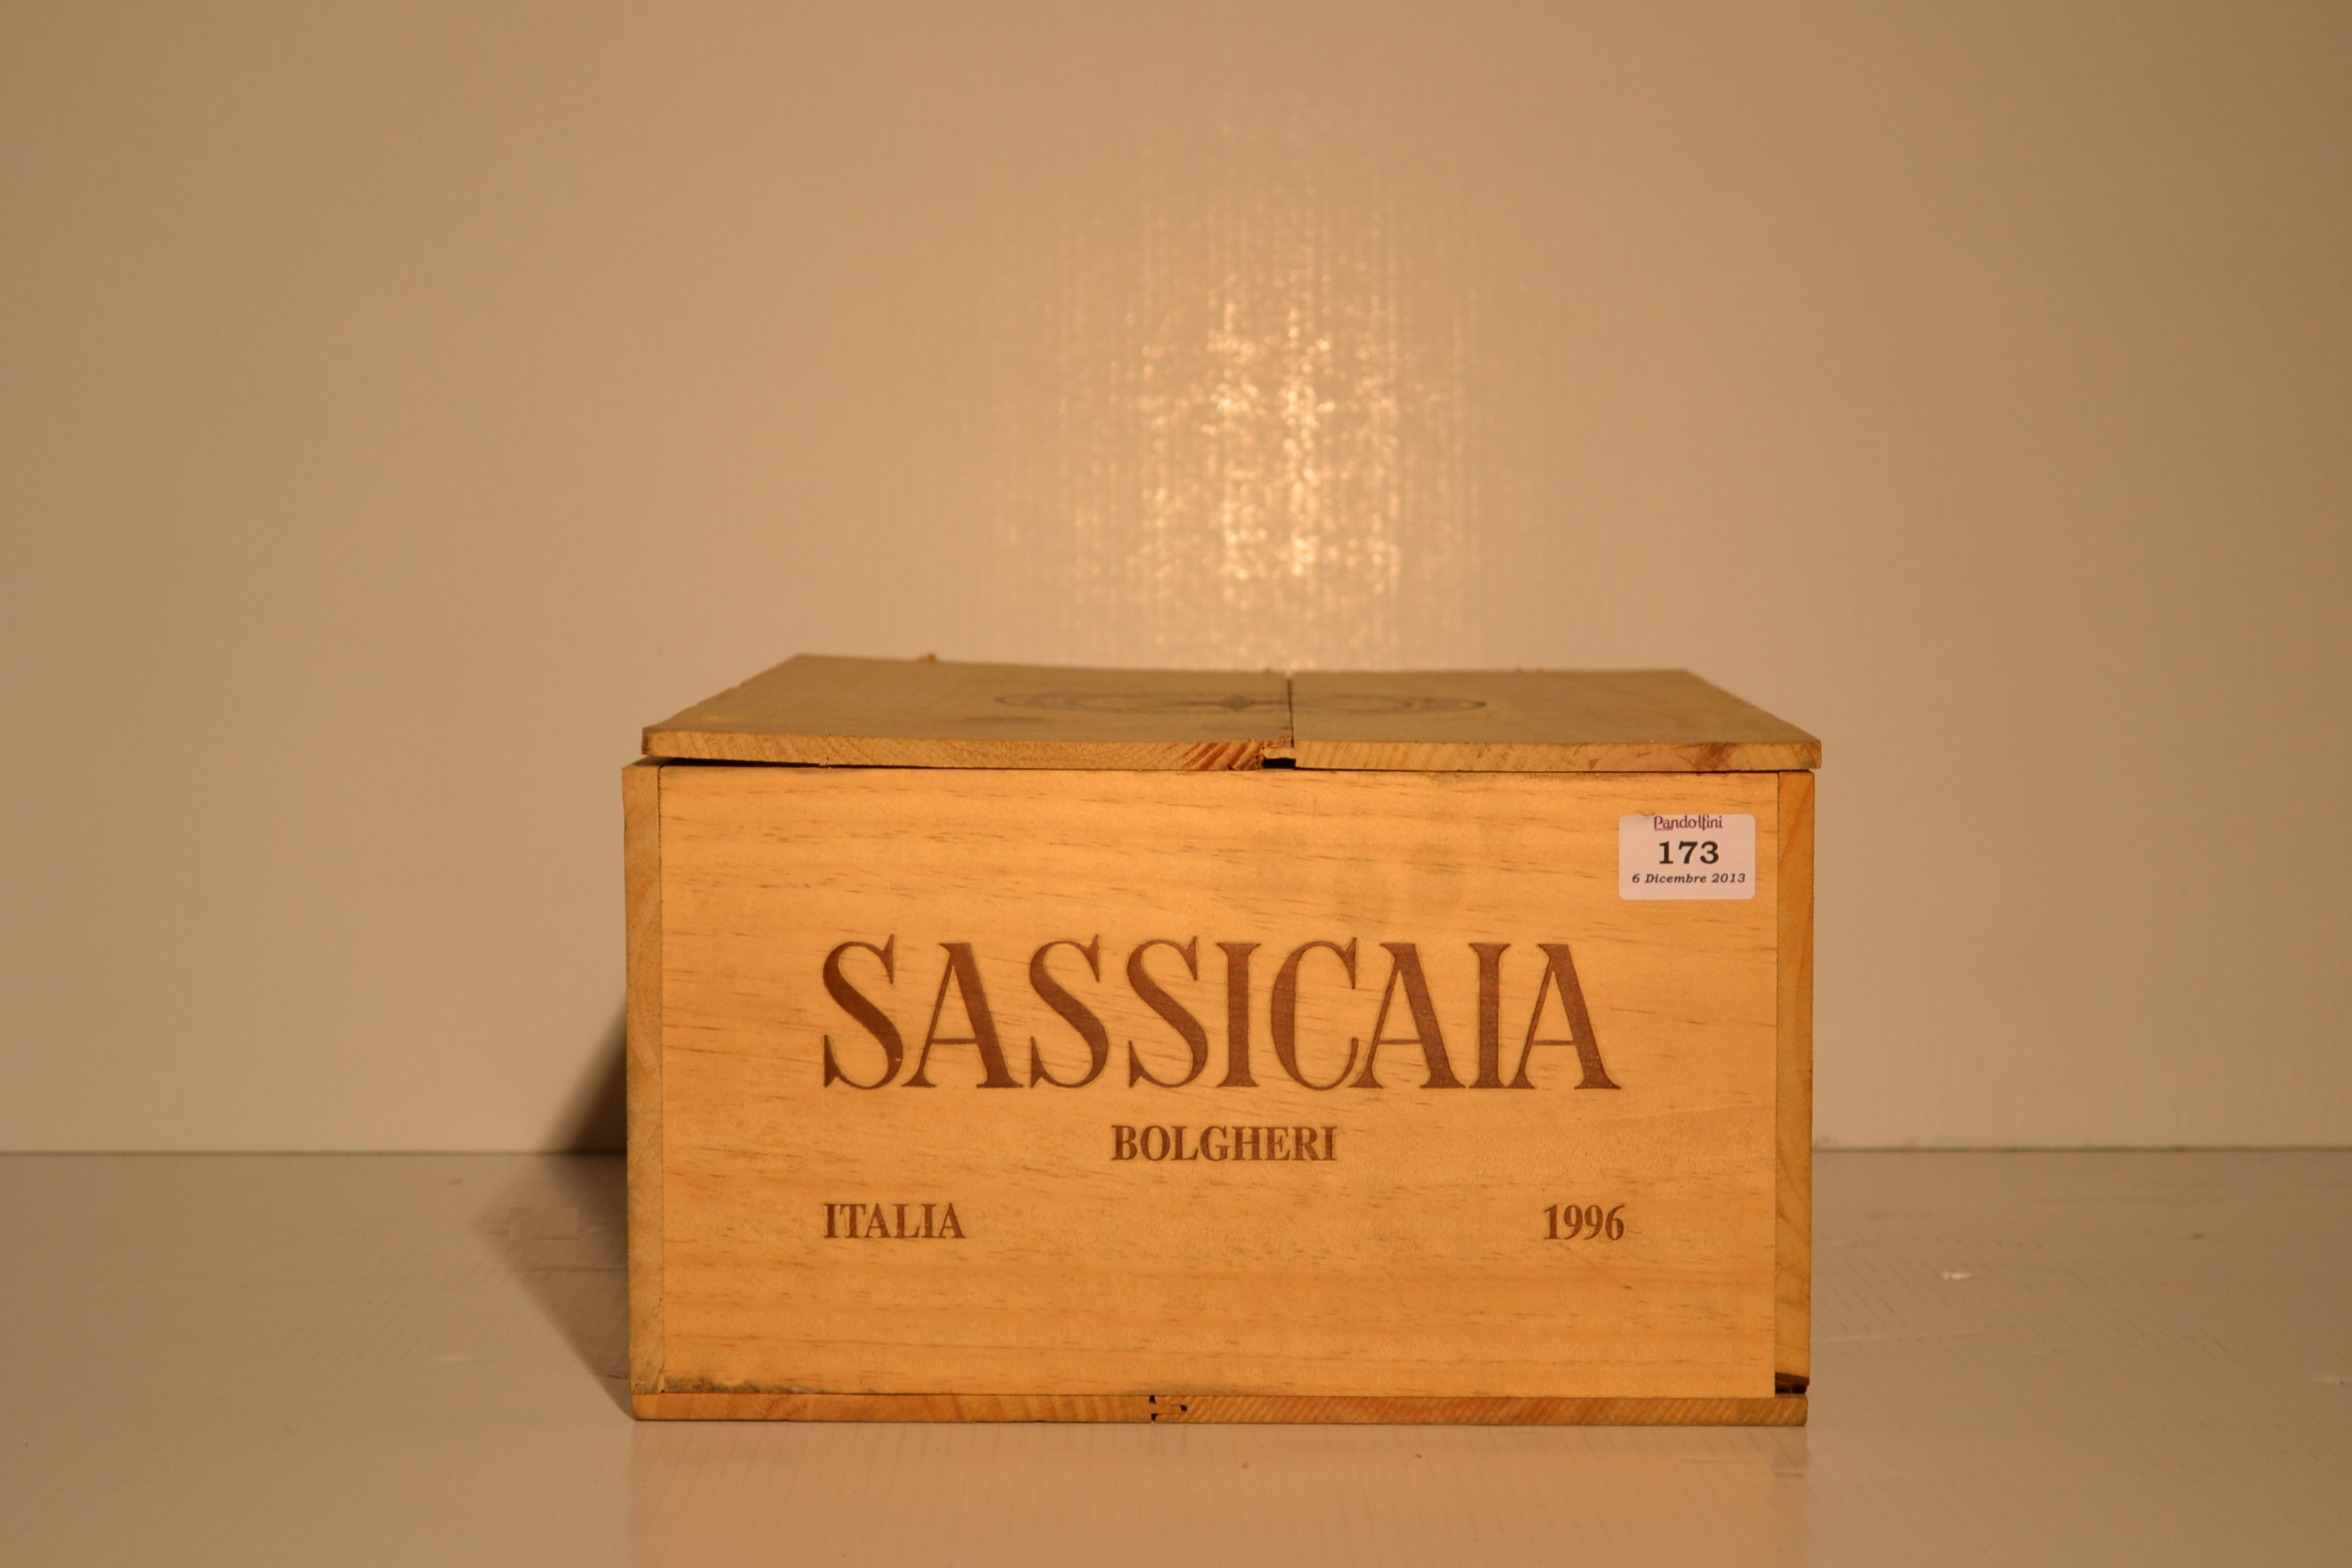 Pandolfini
173
6 Dicembre 2013
SASSICAIA
BOLGHERI
ITALIA 1996